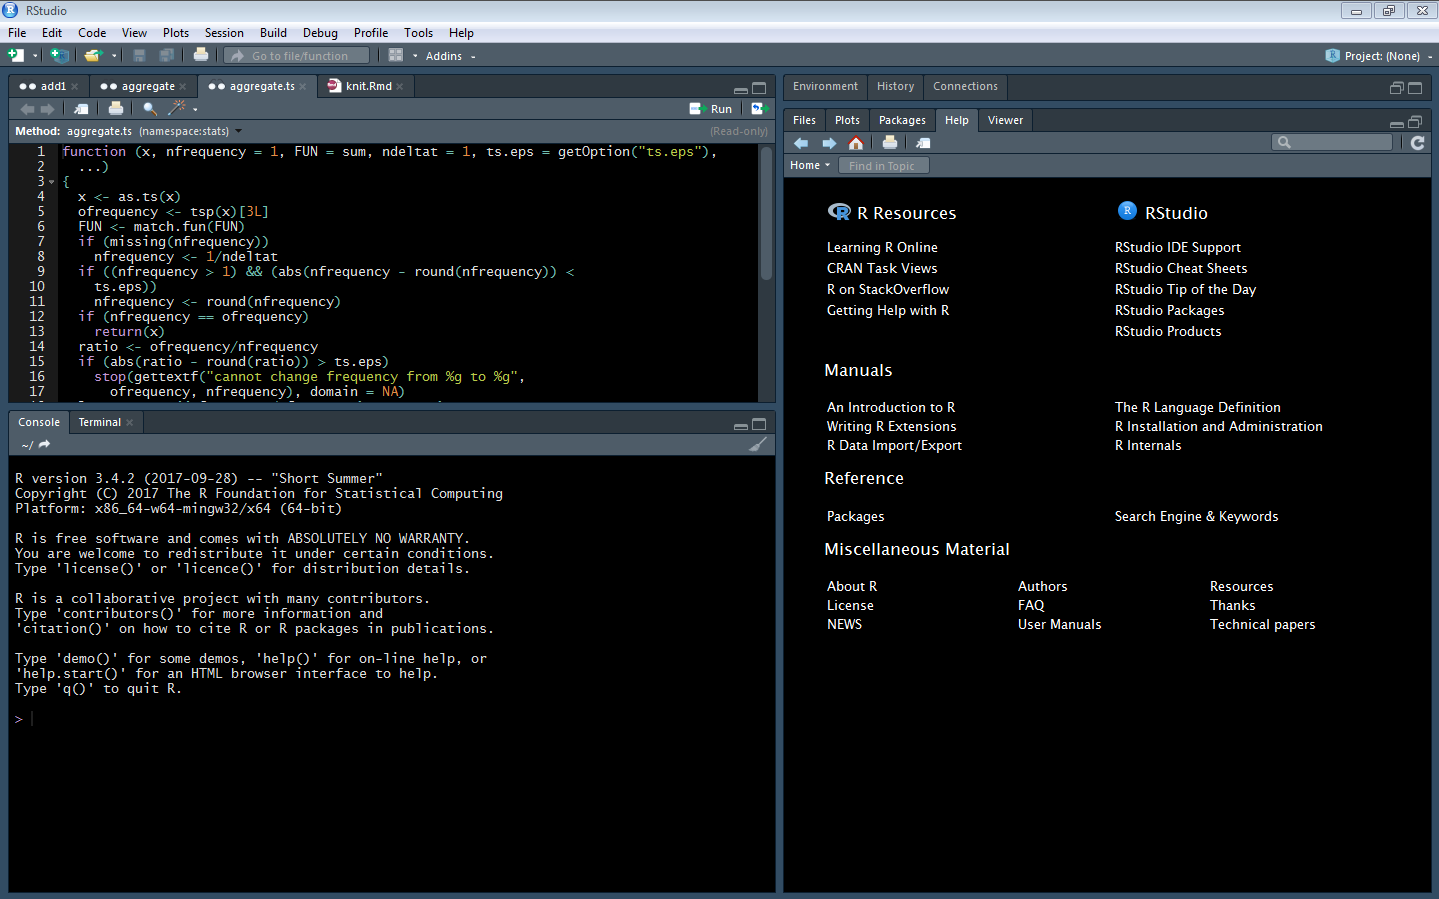 RStudio
File Edit Code View Plots Session Build Debug Profile Tools Help
Go to file/function Addins Project: (None)
add1 aggregate aggregate.ts knit.Rmd
Run
Method: aggregate.ts (namespace:stats) (Read-only)
1 function (x, nfrequency = 1, FUN = sum, ndeltat = 1, ts.eps = getOption("ts.eps"),
2 ...)
3 {
4 x <- as.ts(x)
5 ofrequency <- tsp(x)[3L]
6 FUN <- match.fun(FUN)
7 if (missing(nfrequency))
8 nfrequency <- 1/ndeltat
9 if ((nfrequency > 1) && (abs(nfrequency - round(nfrequency)) <
10 ts.eps))
11 nfrequency <- round(nfrequency)
12 if (nfrequency == ofrequency)
13 return(x)
14 ratio <- ofrequency/nfrequency
15 if (abs(ratio - round(ratio)) > ts.eps)
16 stop(gettextf("cannot change frequency from %g to %g",
17 ofrequency, nfrequency), domain = NA)
Console Terminal
~/
R version 3.4.2 (2017-09-28) -- "Short Summer"
Copyright (C) 2017 The R Foundation for Statistical Computing
Platform: x86_64-w64-mingw32/x64 (64-bit)
R is free software and comes with ABSOLUTELY NO WARRANTY.
You are welcome to redistribute it under certain conditions.
Type 'license()' or 'licence()' for distribution details.
R is a collaborative project with many contributors.
Type 'contributors()' for more information and
'citation()' on how to cite R or R packages in publications.
Type 'demo()' for some demos, 'help()' for on-line help, or
'help.start()' for an HTML browser interface to help.
Type 'q()' to quit R.
>
Environment History Connections
Files Plots Packages Help Viewer
Home Find in Topic
R Resources
Learning R Online
CRAN Task Views
R on StackOverflow
Getting Help with R
R RStudio
RStudio IDE Support
RStudio Cheat Sheets
RStudio Tip of the Day
RStudio Packages
RStudio Products
Manuals
An Introduction to R The R Language Definition
Writing R Extensions R Installation and Administration
R Data Import/Export R Internals
Reference
Packages Search Engine & Keywords
Miscellaneous Material
About R Authors Resources
License FAQ Thanks
NEWS User Manuals Technical papers